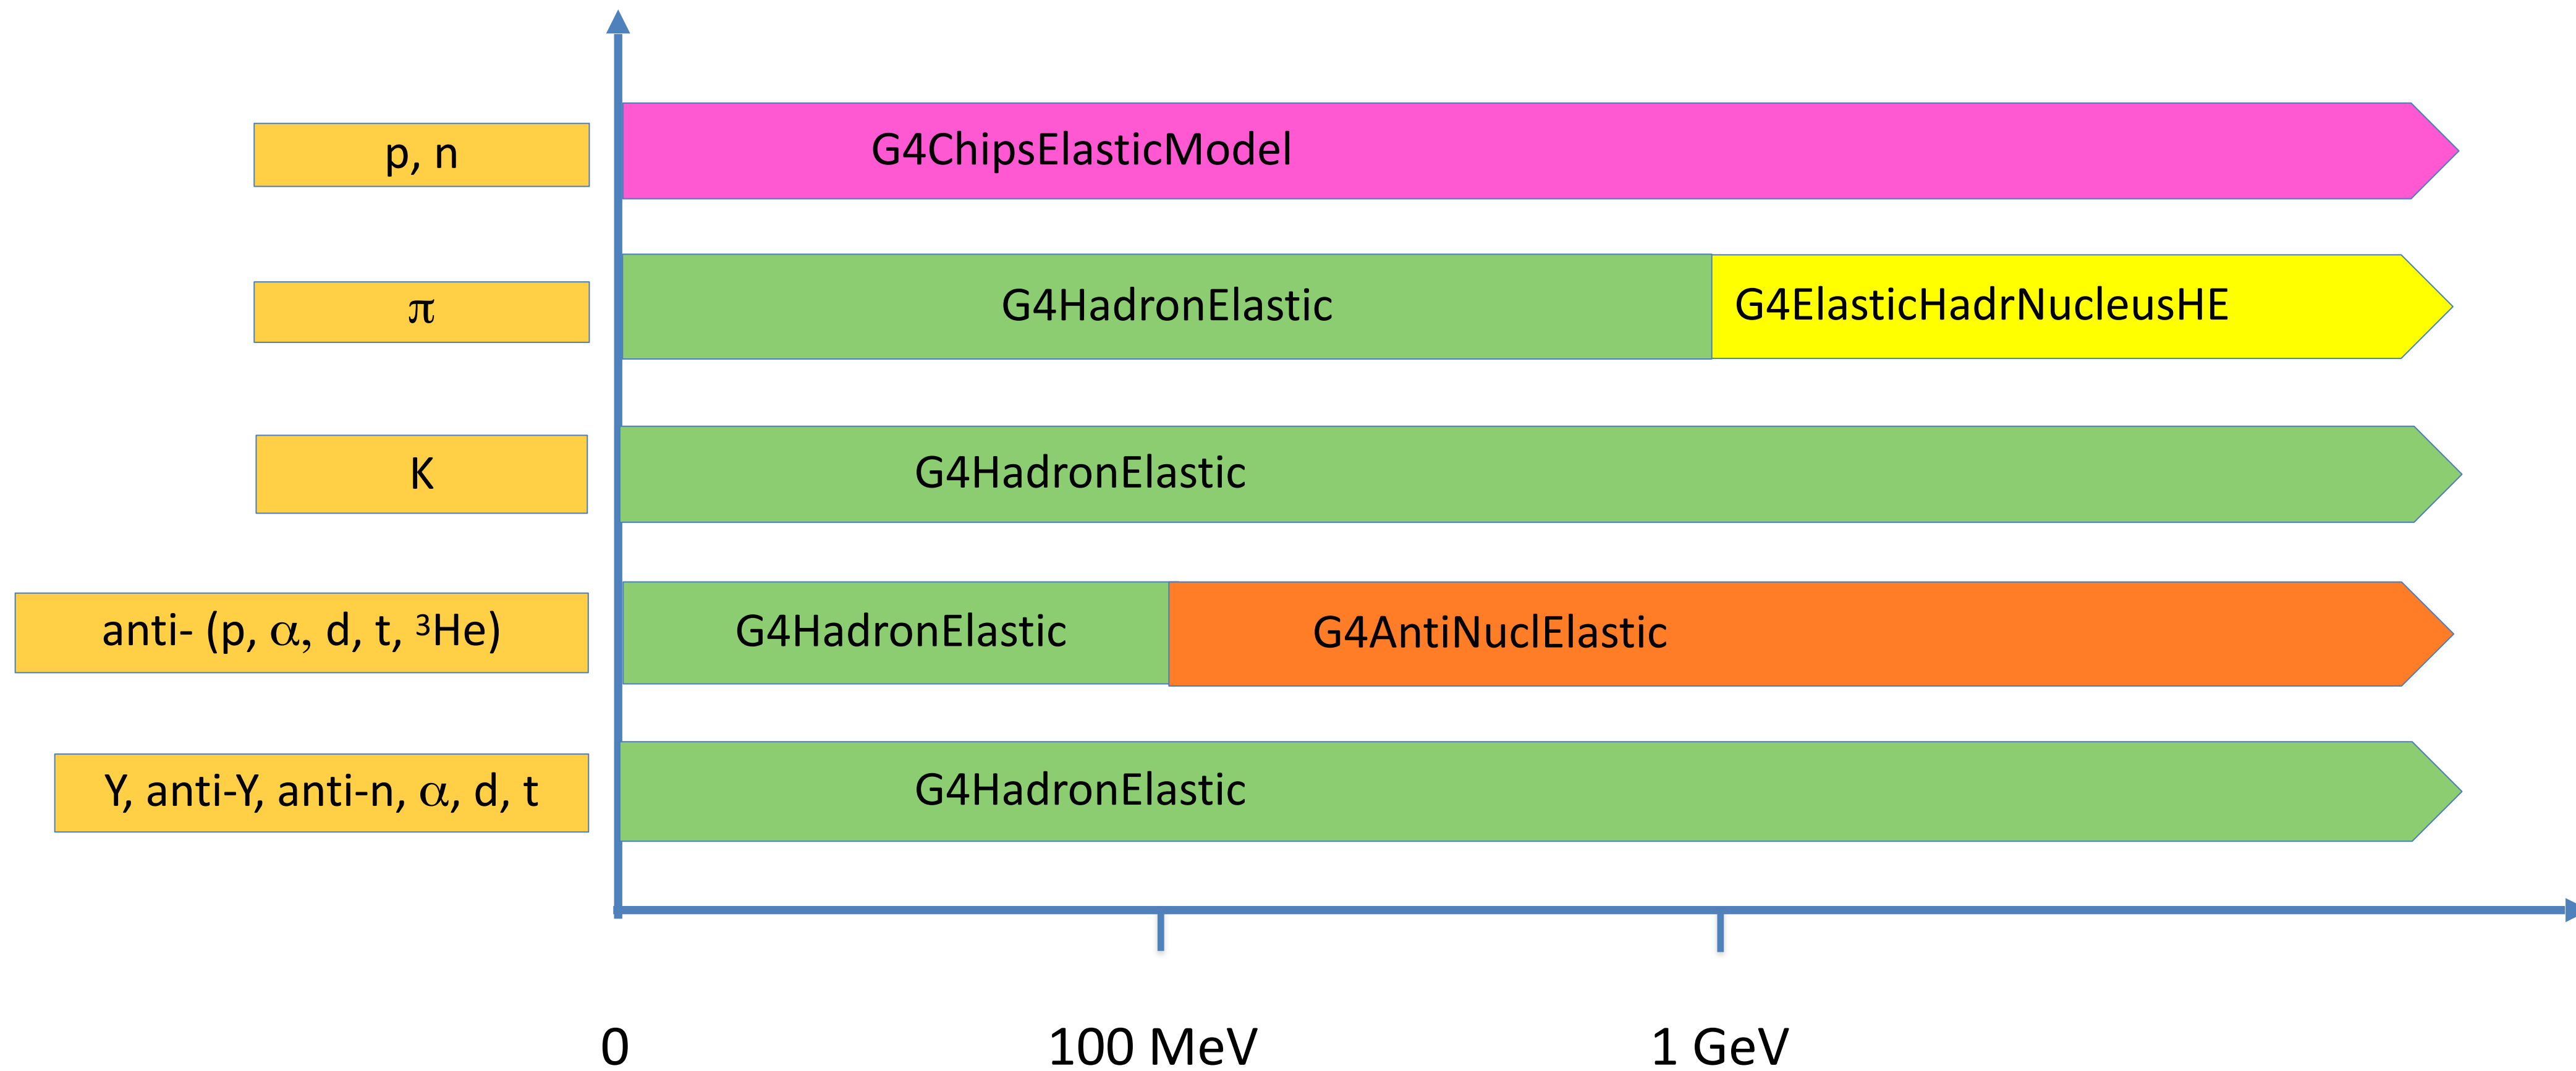 p, n
G4ChipsElasticModel
π
G4HadronElastic
G4ElasticHadrNucleusHE
K
G4HadronElastic
anti- (p, α, d, t, ³He)
G4HadronElastic
G4AntiNuclElastic
Y, anti-Y, anti-n, α, d, t
G4HadronElastic
0
100 MeV
1 GeV